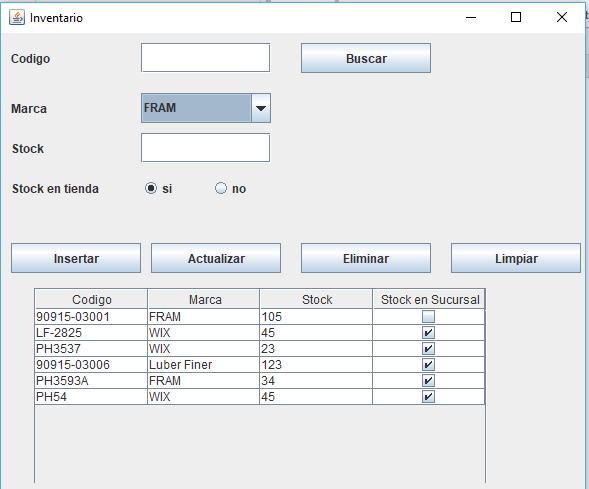 Inventario
Codigo
Buscar
Marca
FRAM
Stock
Stock en tienda si no
Insertar Actualizar Eliminar Limpiar
Codigo Marca Stock Stock en Sucursal
90915-03001 FRAM 105
LF-2825 WIX 45
PH3537 WIX 23
90915-03006 Luber Finer 123
PH3593A FRAM 34
PH54 WIX 45